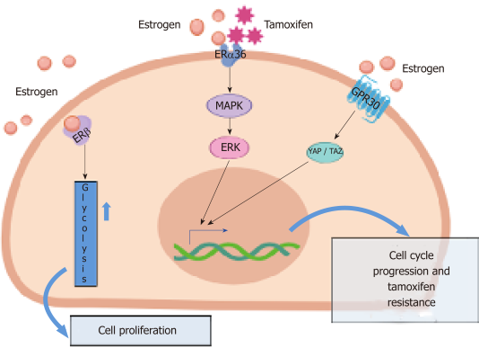 Estrogen
Tamoxifen
ERα36
Estrogen
GPR30
Estrogen
MAPK
ERβ
ERK
YAP / TAZ
Glycolysis
Cell cycle
progression and
tamoxifen
resistance
Cell proliferation